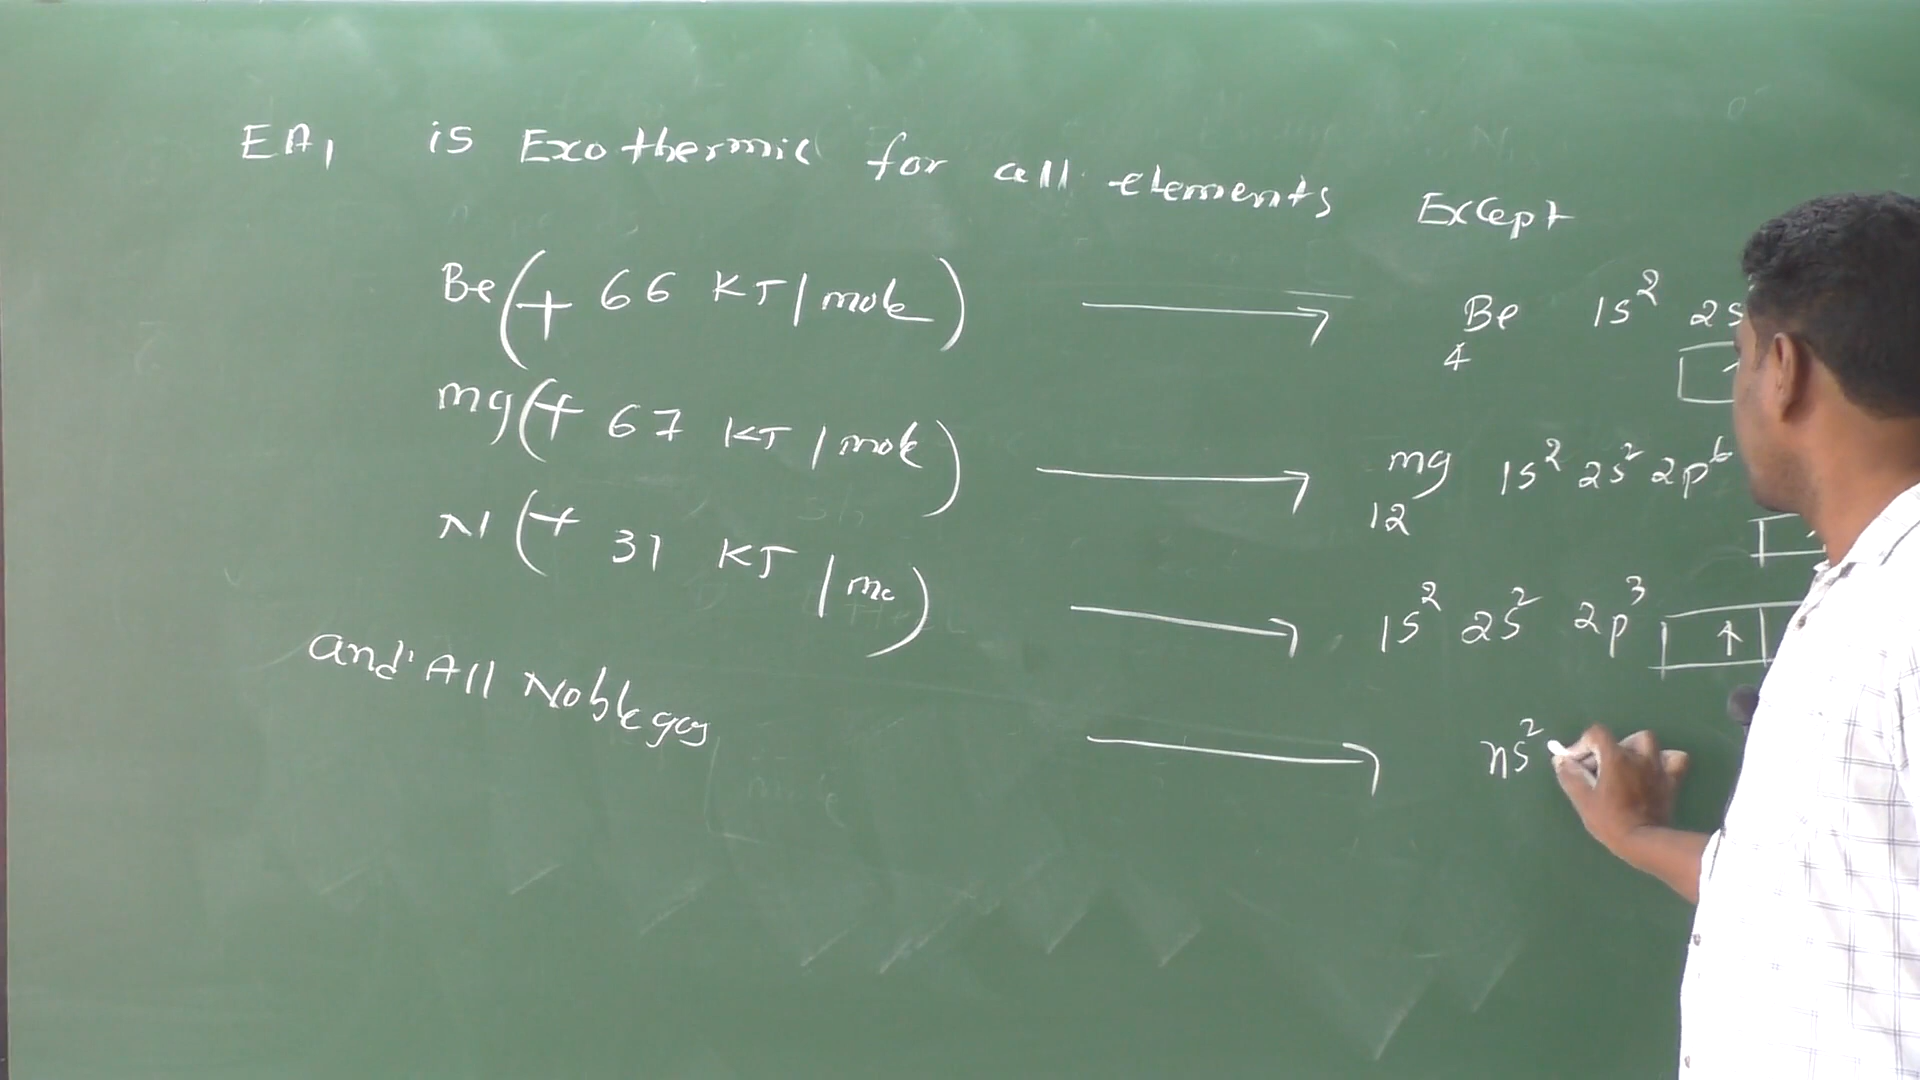 EA1 is Exothermic for all elements Except
Be (+ 66 KJ/mole) → Be 1s² 2s
4
↑
mg (+ 67 KJ/mole) → mg 1s² 2s² 2p⁶
12
N (+ 31 KJ/mo) → 1s² 2s² 2p³ ↑
and All Noble gas → ns²